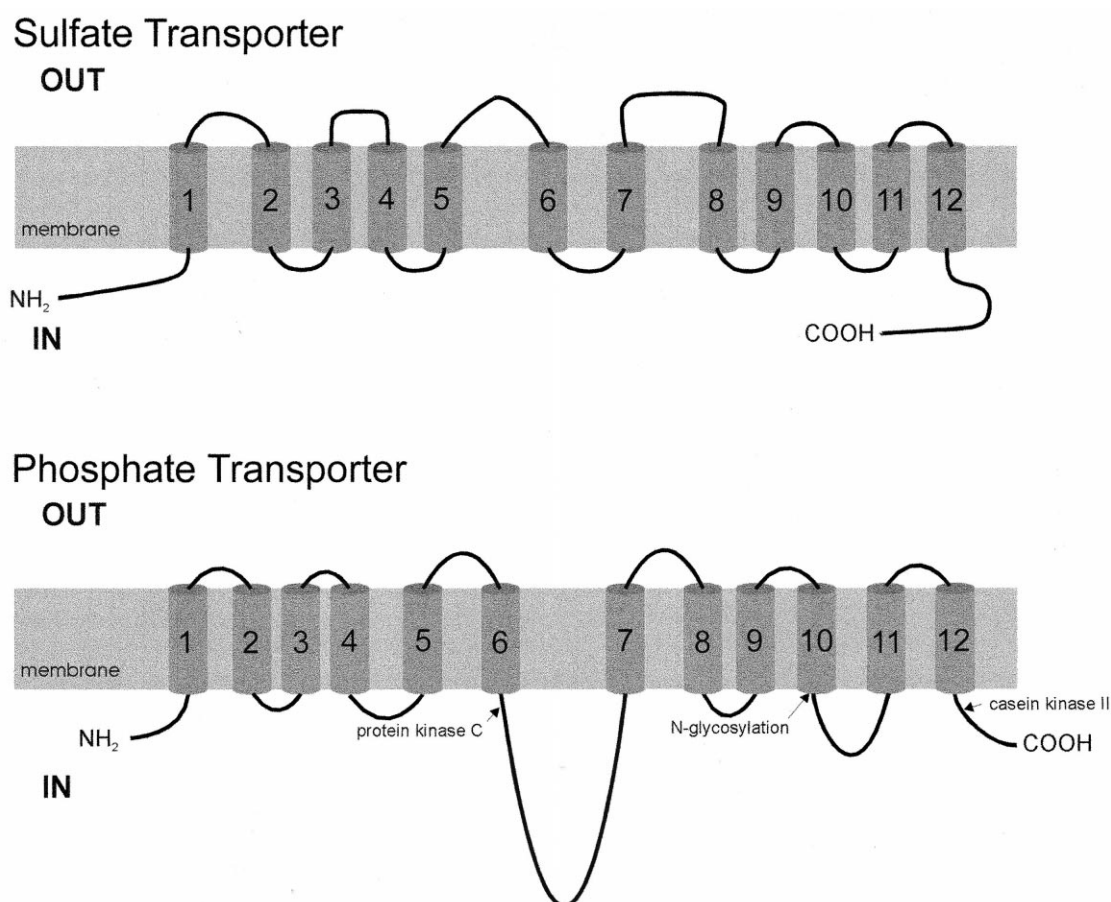 Sulfate Transporter
OUT
1 2 3 4 5 6 7 8 9 10 11 12
membrane
NH₂
IN
COOH
Phosphate Transporter
OUT
1 2 3 4 5 6 7 8 9 10 11 12
membrane
protein kinase C
N-glycosylation
casein kinase II
NH₂
COOH
IN